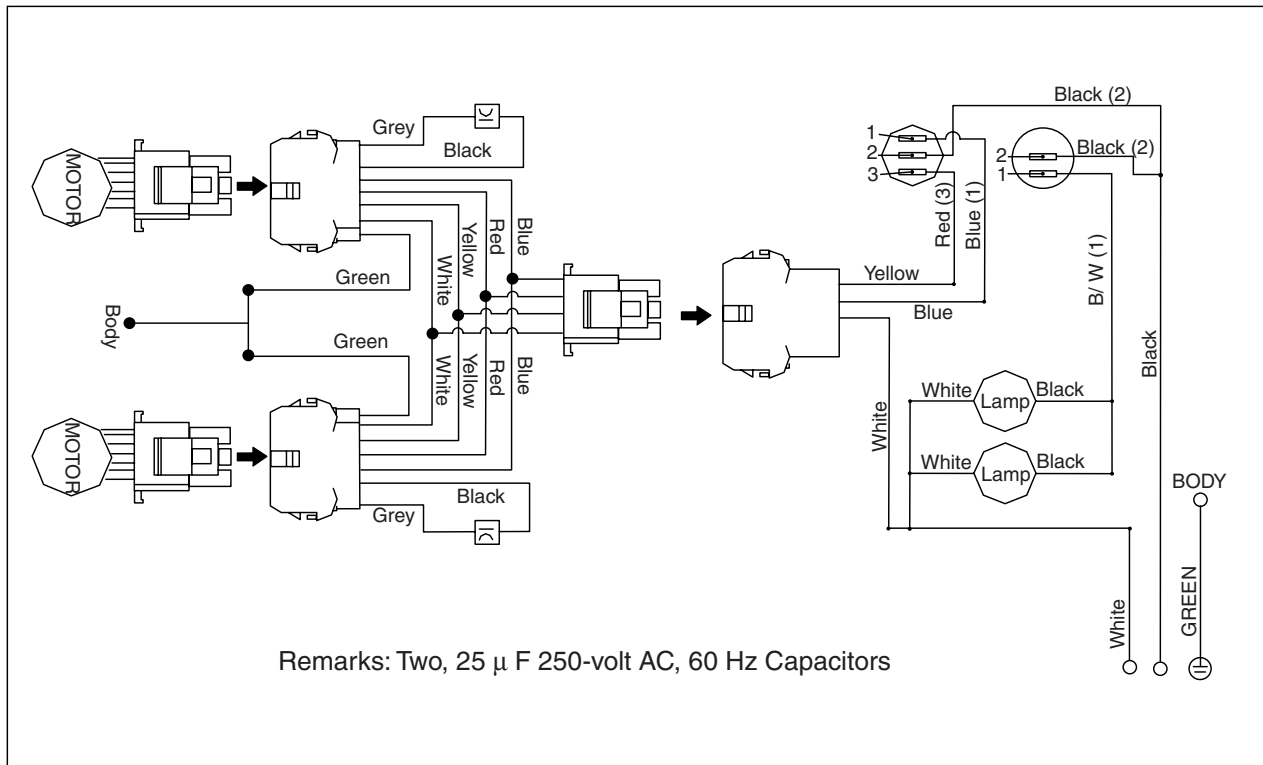 Black (2)
Grey
Black
1
2
3
2
1
Black (2)
MOTOR
Red (3)
Blue (1)
B/ W (1)
Blue
Red
Yellow
White
Green
Yellow
Blue
Body
Green
White
Yellow
Red
Blue
Black
White
Lamp
Black
White
White
Lamp
Black
MOTOR
Black
Grey
BODY
GREEN
White
Remarks: Two, 25 μ F 250-volt AC, 60 Hz Capacitors